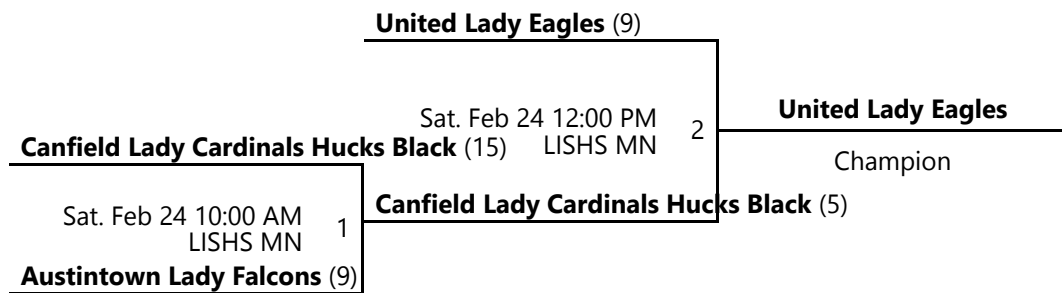 United Lady Eagles (9)
Sat. Feb 24 12:00 PM
LISHS MN
2
United Lady Eagles
Champion
Canfield Lady Cardinals Hucks Black (15)
Canfield Lady Cardinals Hucks Black (5)
Sat. Feb 24 10:00 AM
LISHS MN
1
Austintown Lady Falcons (9)